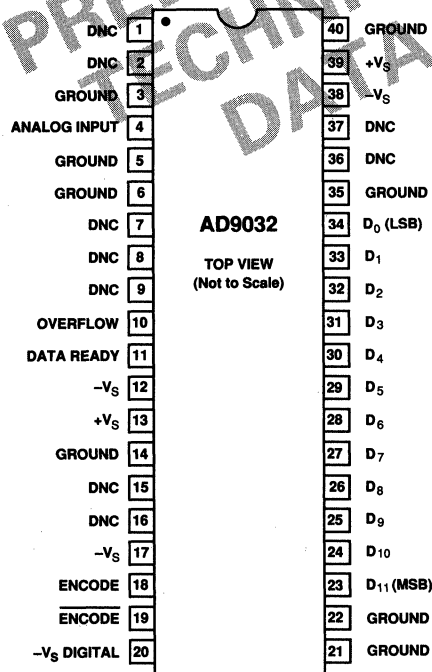 PRELIMINARY
TECHNICAL
DATA
DNC 1 40 GROUND
DNC 2 39 +VS
GROUND 3 38 –VS
ANALOG INPUT 4 37 DNC
GROUND 5 36 DNC
GROUND 6 35 GROUND
DNC 7 AD9032 34 D0 (LSB)
DNC 8 TOP VIEW 33 D1
DNC 9 (Not to Scale) 32 D2
OVERFLOW 10 31 D3
DATA READY 11 30 D4
–VS 12 29 D5
+VS 13 28 D6
GROUND 14 27 D7
DNC 15 26 D8
DNC 16 25 D9
–VS 17 24 D10
ENCODE 18 23 D11 (MSB)
ENCODE 19 22 GROUND
–VS DIGITAL 20 21 GROUND